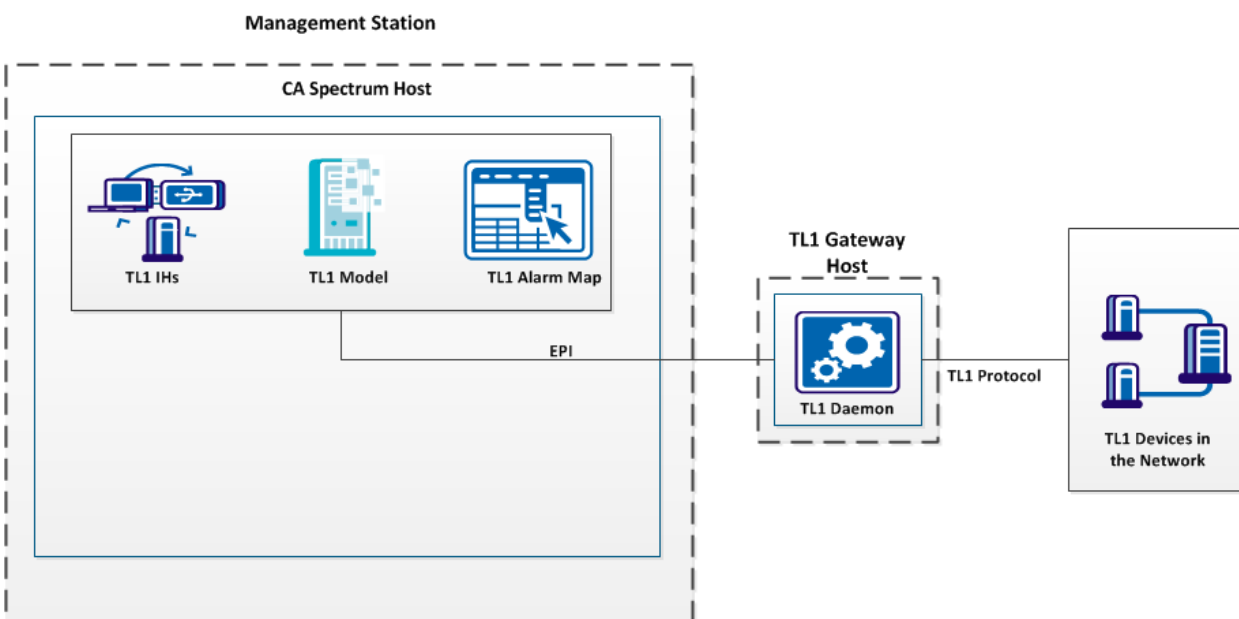 Management Station
CA Spectrum Host
TL1 IHs
TL1 Model
TL1 Alarm Map
EPI
TL1 Gateway
Host
TL1 Daemon
TL1 Protocol
TL1 Devices in
the Network